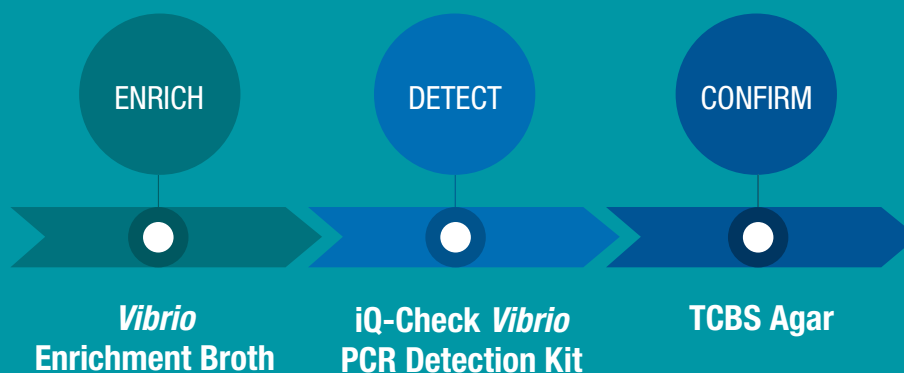 ENRICH
DETECT
CONFIRM
Vibrio
Enrichment Broth
iQ-Check Vibrio
PCR Detection Kit
TCBS Agar